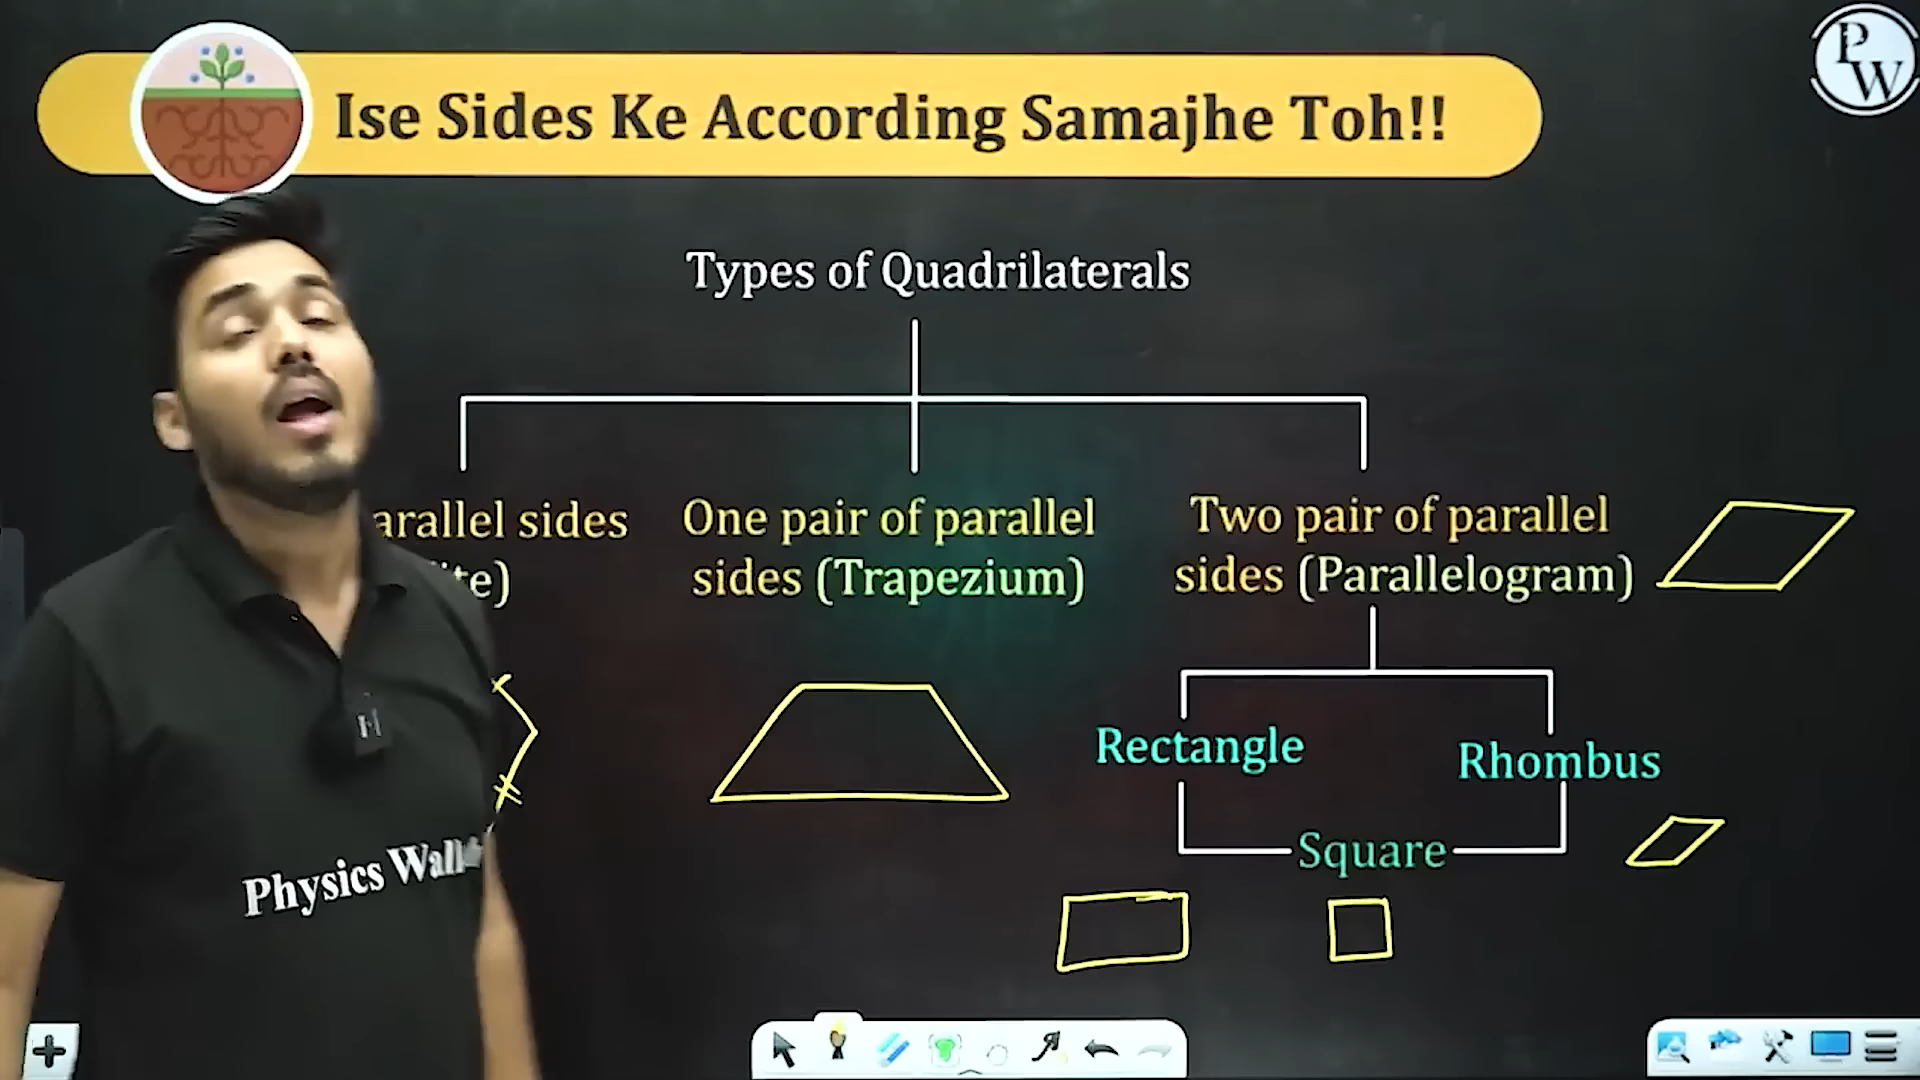 P
W
Ise Sides Ke According Samajhe Toh!!
Types of Quadrilaterals
sides
One pair of parallel
sides (Trapezium)
Two pair of parallel
sides (Parallelogram)
Rectangle
Rhombus
Square
Physics